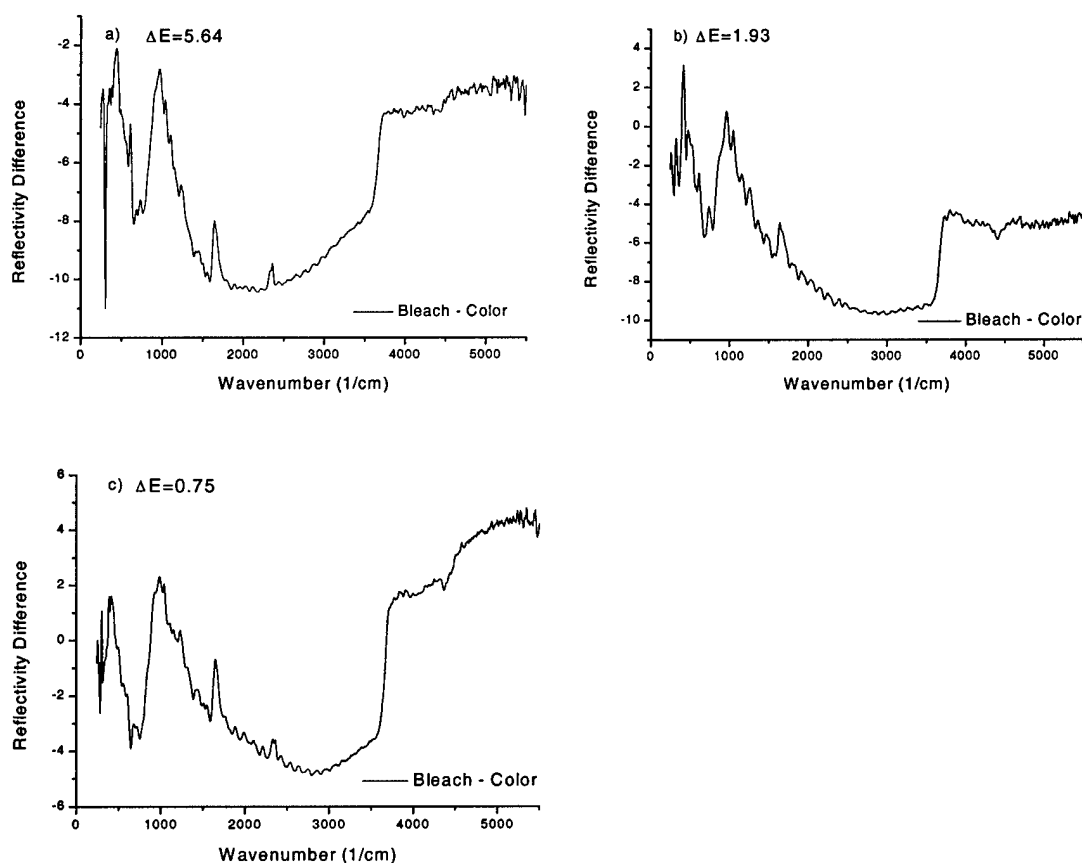 a) ΔE=5.64
-2
-4
-6
-8
-10
-12
Reflectivity Difference
Bleach - Color
0 1000 2000 3000 4000 5000
Wavenumber (1/cm)
b) ΔE=1.93
4
2
0
-2
-4
-6
-8
-10
Reflectivity Difference
Bleach - Color
0 1000 2000 3000 4000 5000
Wavenumber (1/cm)
c) ΔE=0.75
6
4
2
0
-2
-4
-6
Reflectivity Difference
Bleach - Color
0 1000 2000 3000 4000 5000
Wavenumber (1/cm)